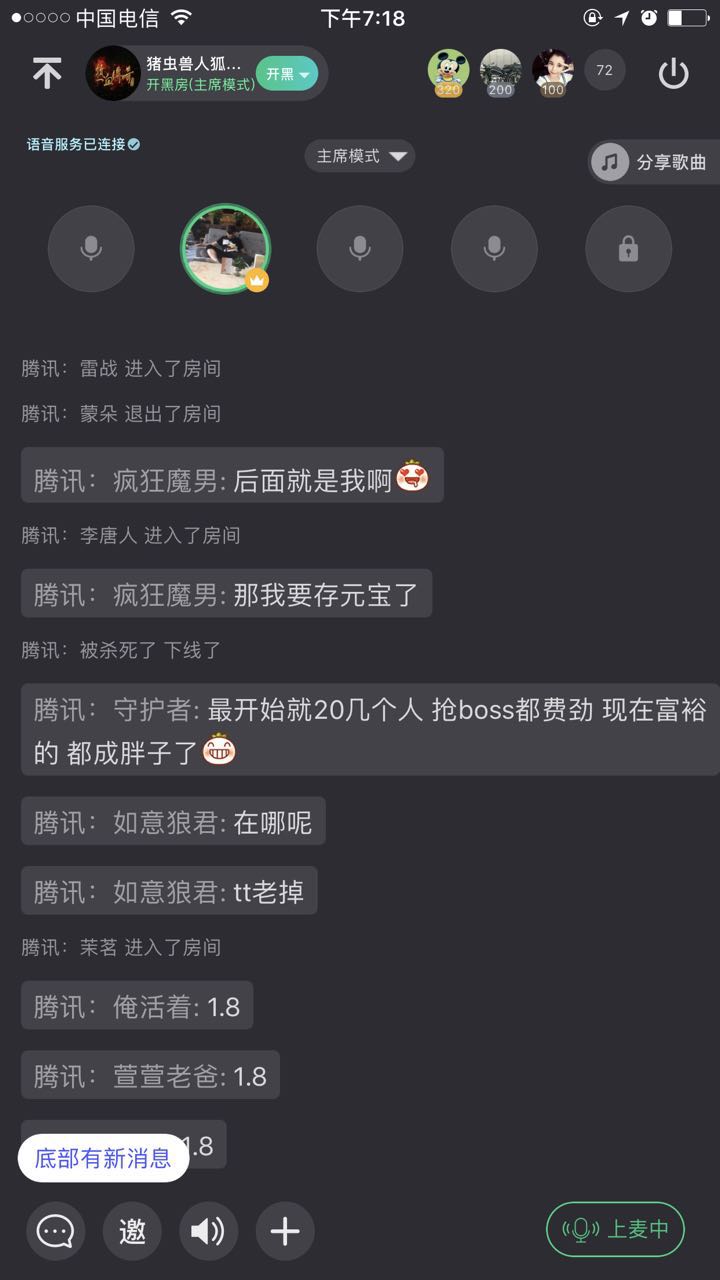 中国电信
下午7:18
猪虫兽人狐...
开黑房(主席模式)
开黑
320
200
100
72
语音服务已连接
主席模式
分享歌曲
腾讯：雷战 进入了房间
腾讯：蒙朵 退出了房间
腾讯：疯狂魔男: 后面就是我啊
腾讯：李唐人 进入了房间
腾讯：疯狂魔男: 那我要存元宝了
腾讯：被杀死了 下线了
腾讯：守护者: 最开始就20几个人 抢boss都费劲 现在富裕
的 都成胖子了
腾讯：如意狼君: 在哪呢
腾讯：如意狼君: tt老掉
腾讯：茉茗 进入了房间
腾讯：俺活着: 1.8
腾讯：萱萱老爸: 1.8
1.8
底部有新消息
邀
上麦中